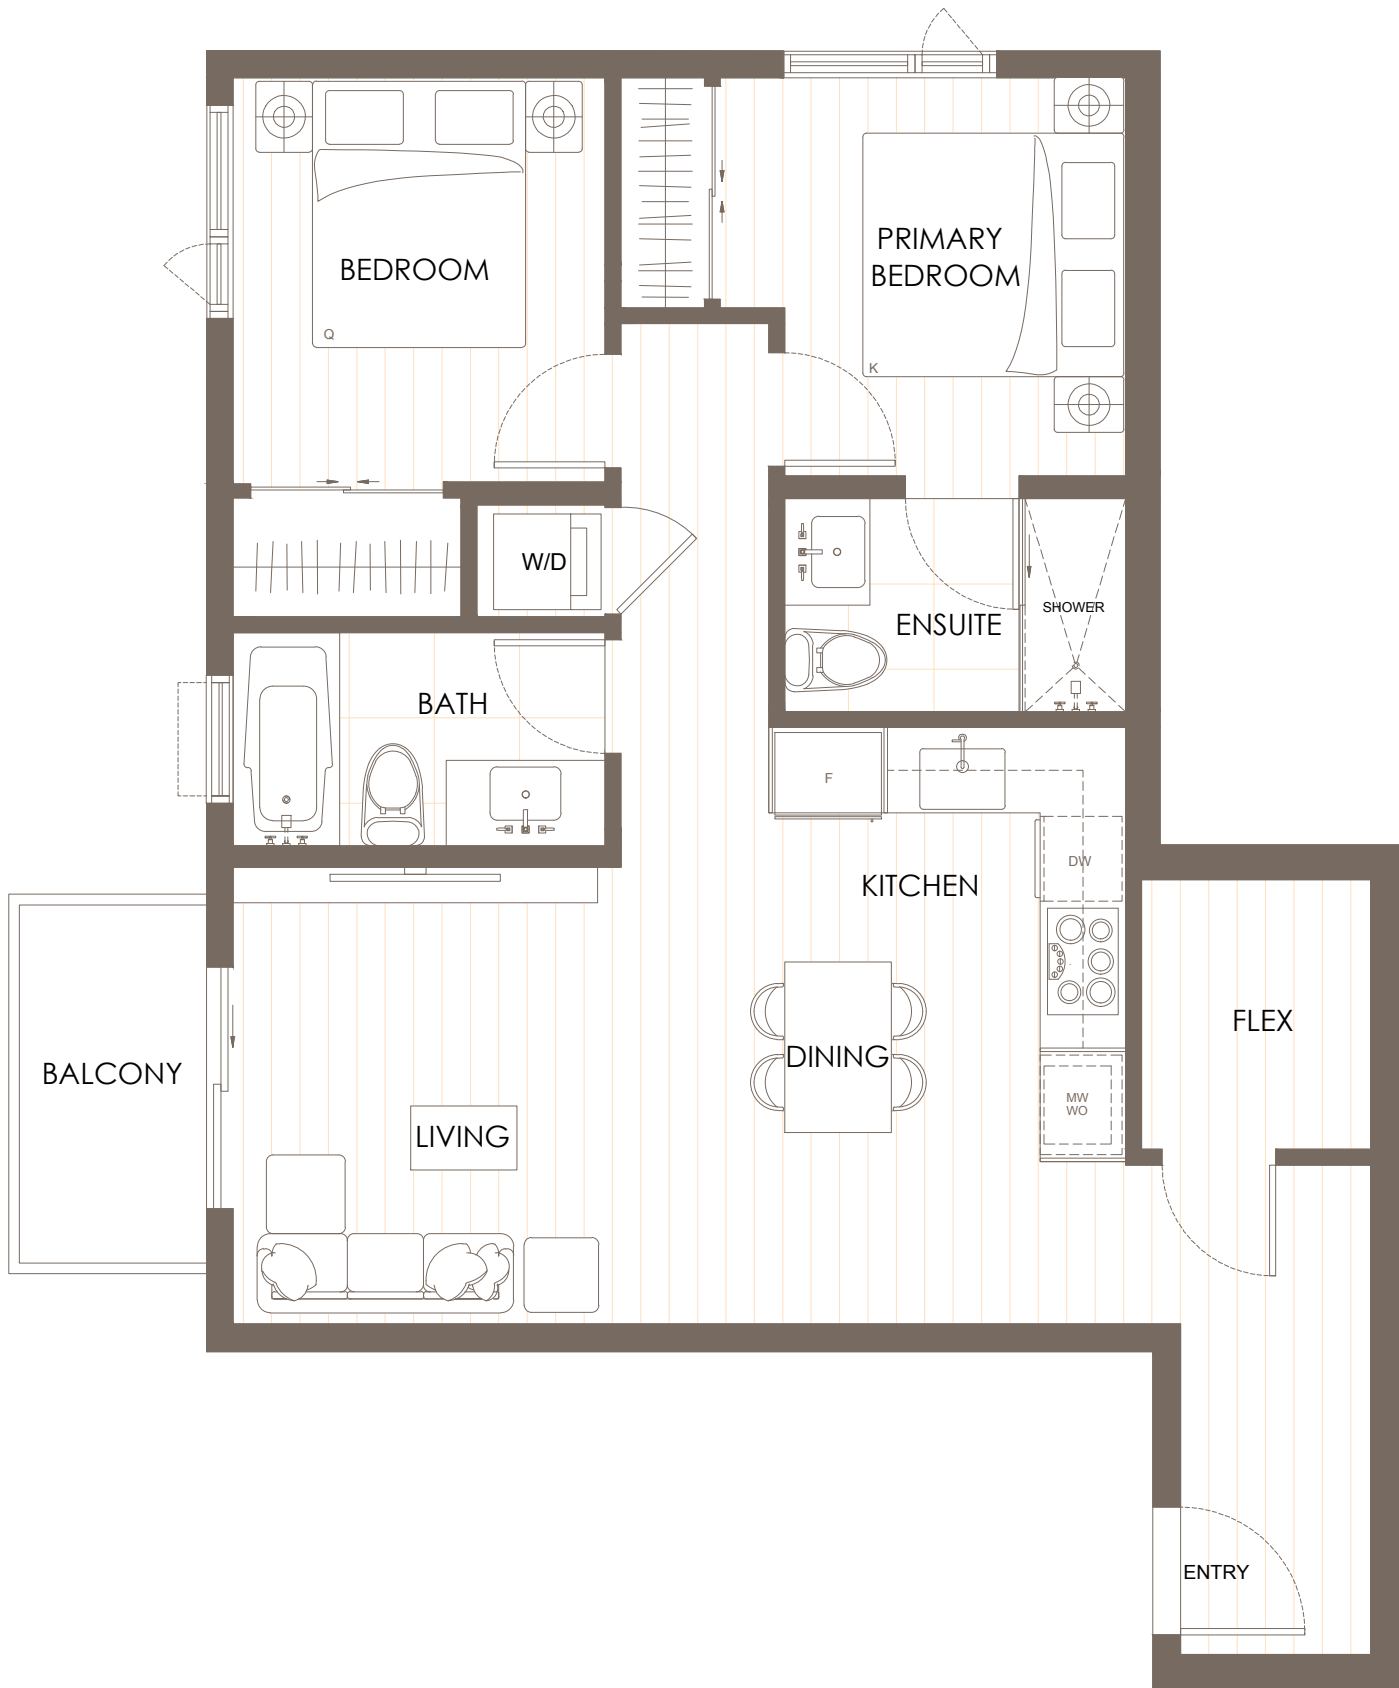 PRIMARY
BEDROOM
BEDROOM
Q
K
W/D
SHOWER
ENSUITE
BATH
F
DW
KITCHEN
FLEX
DINING
BALCONY
MW
WO
LIVING
ENTRY